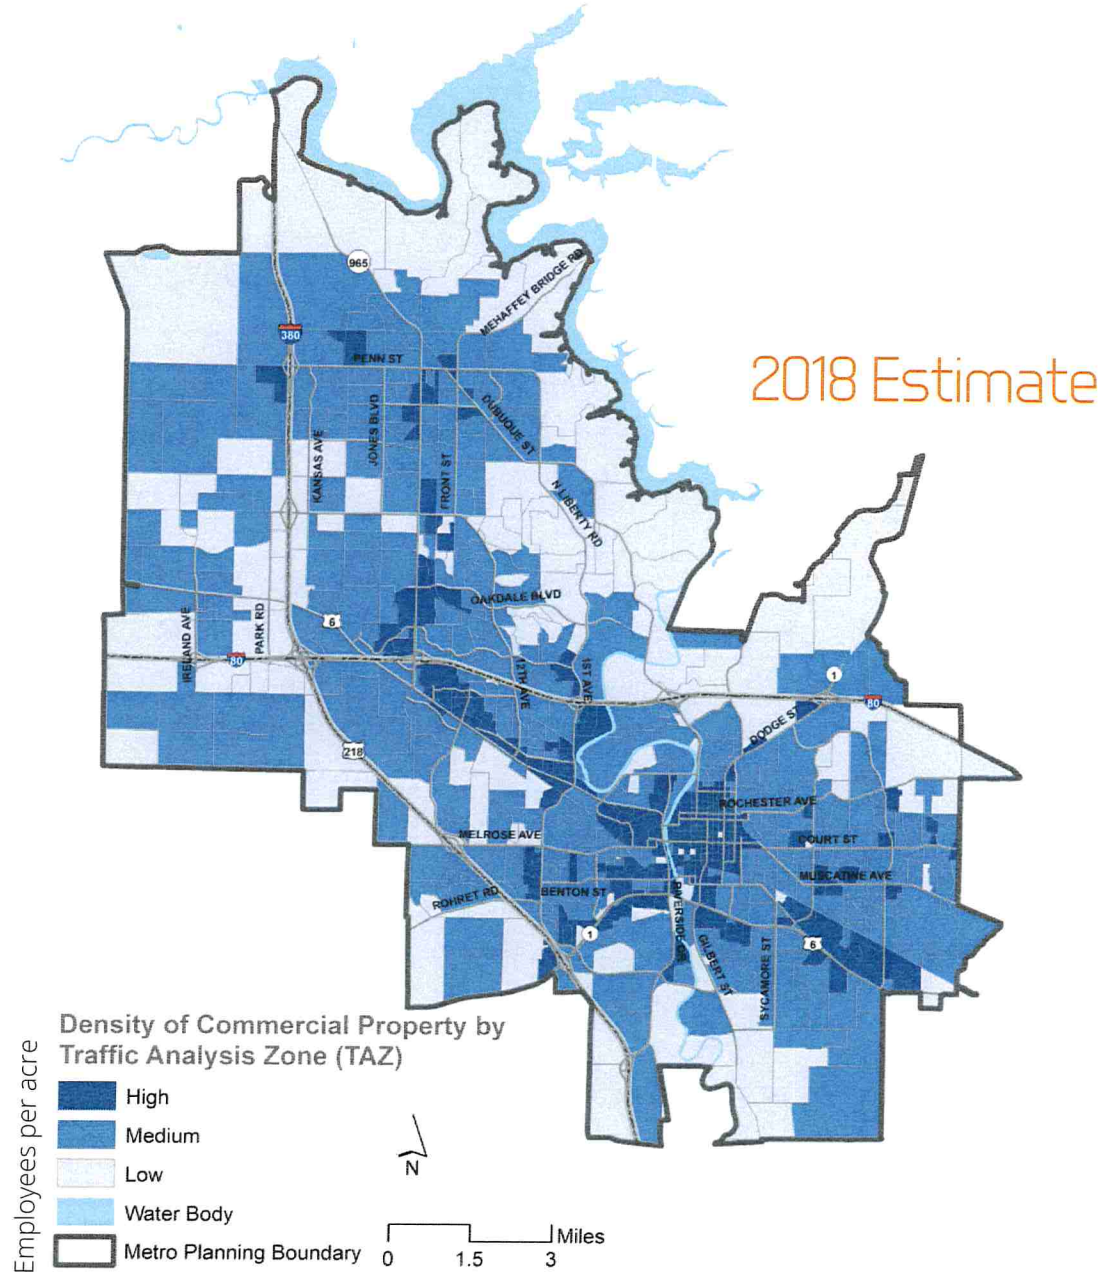 965
MEHAFFEY BRIDGE RD
380
PENN ST
2018 Estimate
DUBUQUE ST
JONES BLVD
KANSAS AVE
FRONT ST
N LIBERTY RD
OAKDALE BLVD
IRELAND AVE
PARK RD
6
80
12TH AVE
1ST AVE
1
80
DODGE ST
218
ROCHESTER AVE
MELROSE AVE
COURT ST
MUSCATINE AVE
ROHRET RD
BENTON ST
RIVERSIDE DR
1
6
GILBERT ST
SYCAMORE ST
Density of Commercial Property by
Traffic Analysis Zone (TAZ)
Employees per acre
High
Medium
Low
Water Body
Metro Planning Boundary
N
Miles
0 1.5 3